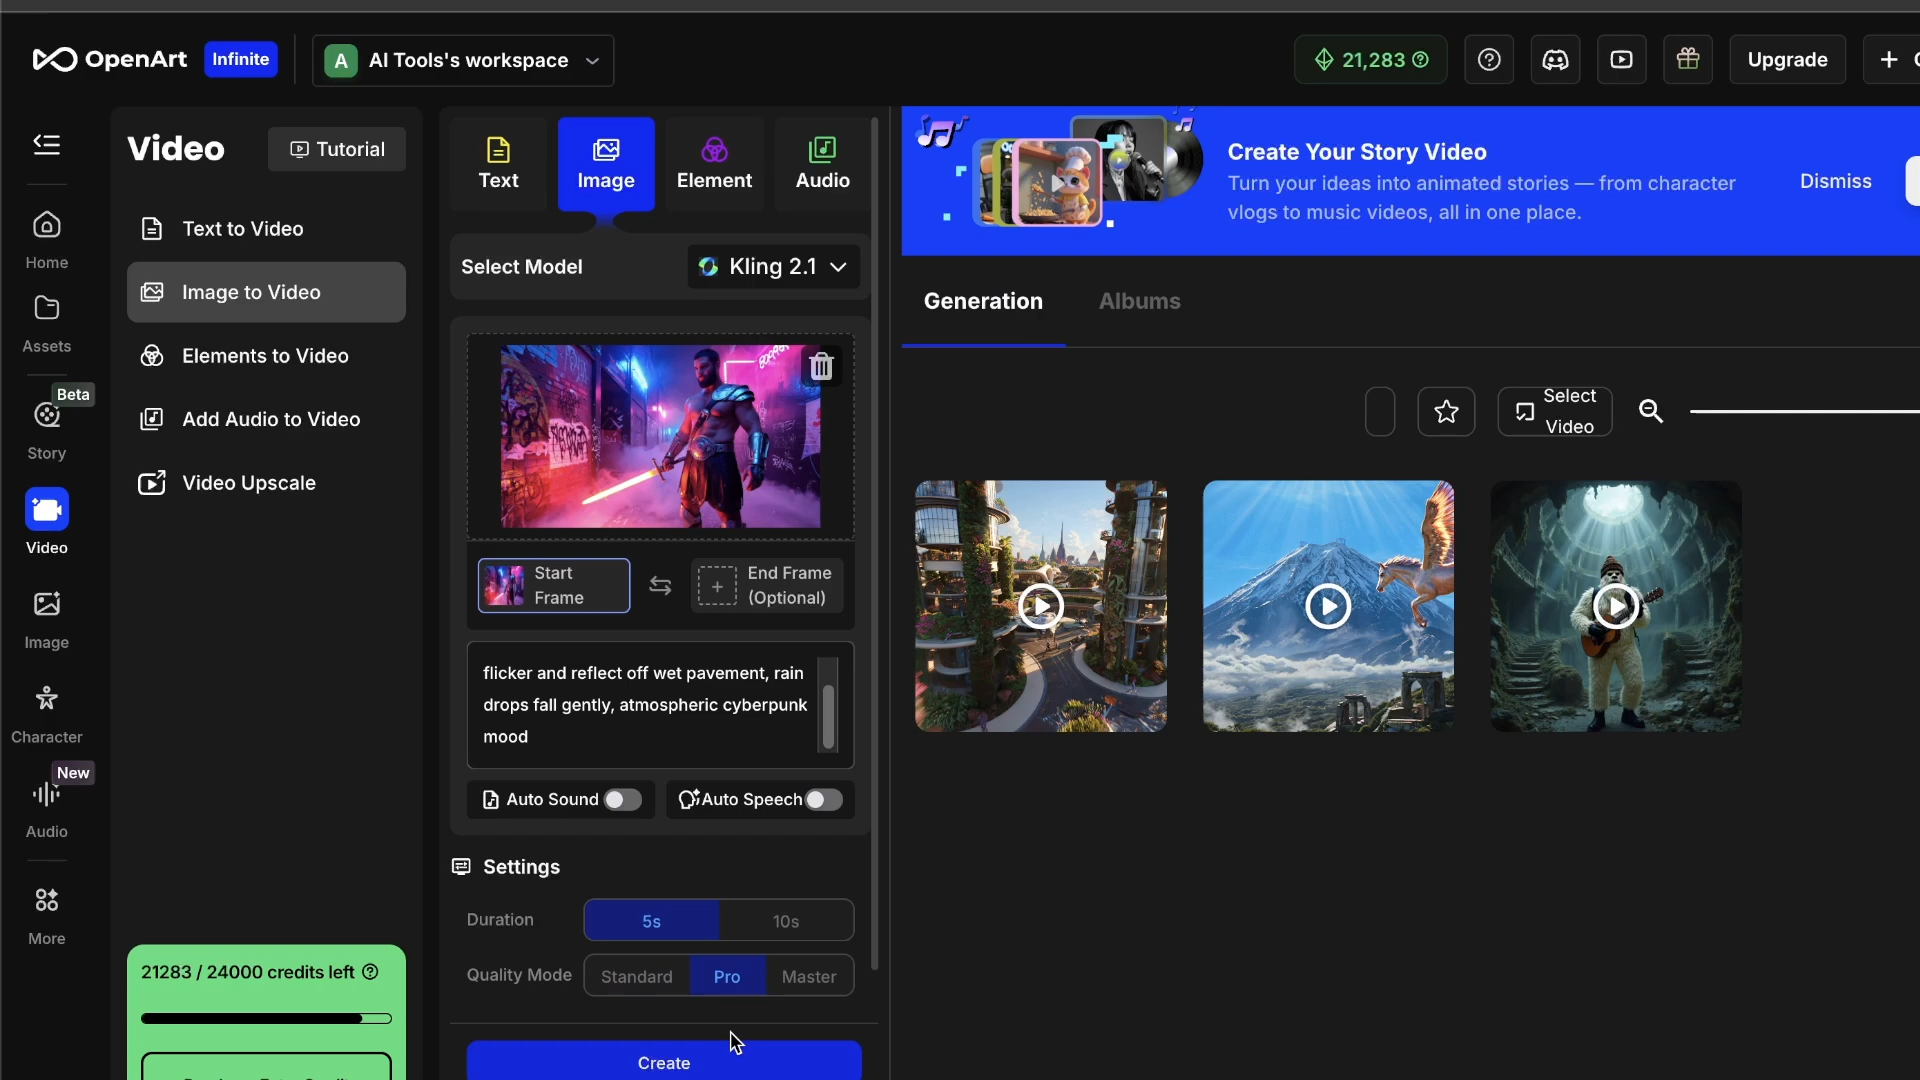 OpenArt
Infinite
A
AI Tools's workspace
21,283
Upgrade
Video
Tutorial
Home
Assets
Beta
Story
Video
Image
Character
New
Audio
More
Text to Video
Image to Video
Elements to Video
Add Audio to Video
Video Upscale
21283 / 24000 credits left
Text
Image
Element
Audio
Select Model
Kling 2.1
Start
Frame
End Frame
(Optional)
flicker and reflect off wet pavement, rain
drops fall gently, atmospheric cyberpunk
mood
Auto Sound
Auto Speech
Settings
Duration
5s
10s
Quality Mode
Standard
Pro
Master
Create
Create Your Story Video
Turn your ideas into animated stories — from character
vlogs to music videos, all in one place.
Dismiss
Generation
Albums
Select
Video